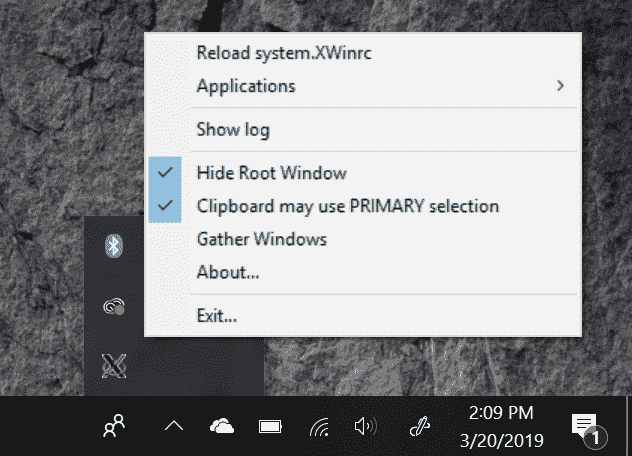 Reload system.XWinrc
Applications
Show log
Hide Root Window
Clipboard may use PRIMARY selection
Gather Windows
About...
Exit...
2:09 PM
3/20/2019
1